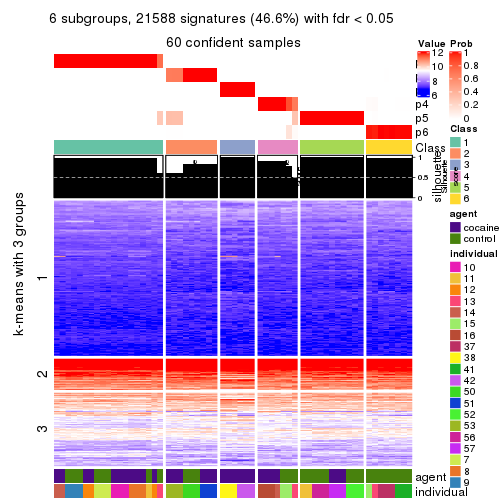 6 subgroups, 21588 signatures (46.6%) with fdr < 0.05
60 confident samples
Value
12
10
8
6
Prob
1
0.8
0.6
0.4
0.2
0
p4
p5
p6
Class
1
0.5
0
Class
1
2
3
4
5
6
agent
cocaine
control
Individual
10
11
12
13
14
15
16
37
38
41
42
50
51
52
53
56
57
7
8
9
k-means with 3 groups
1
2
3
agent
individual